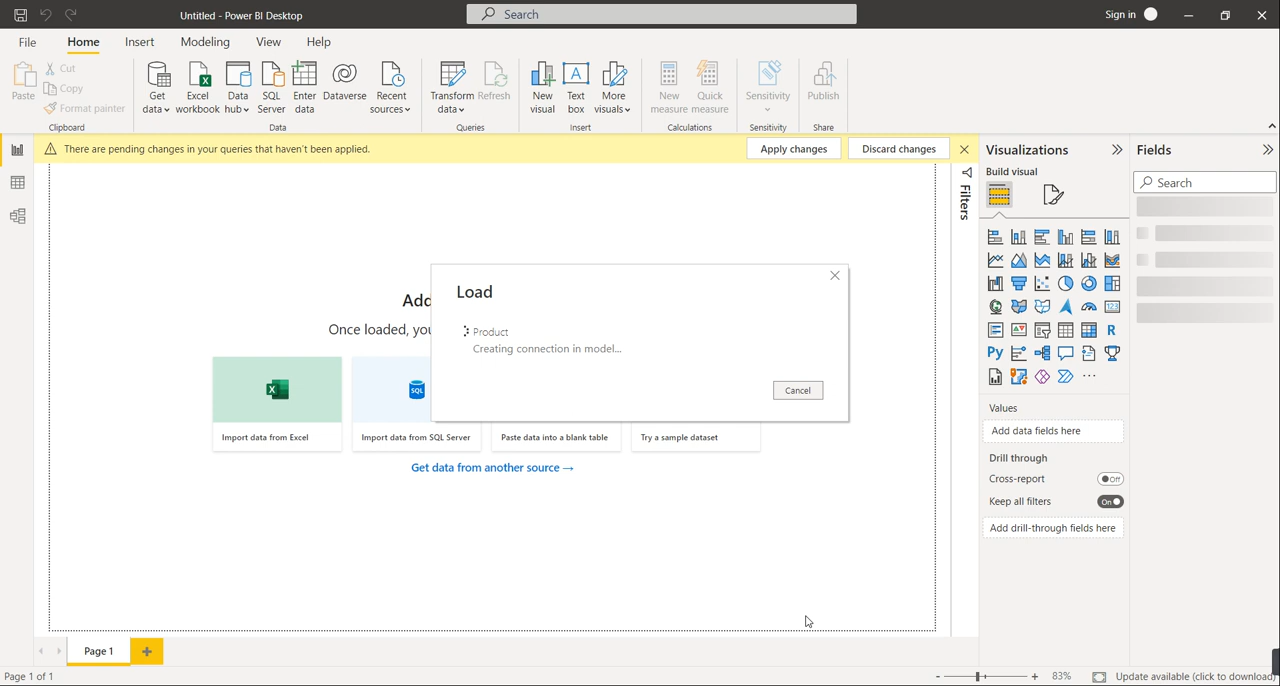 Untitled - Power BI Desktop
Search
Sign in
File
Home
Insert
Modeling
View
Help
Paste
Cut
Copy
Format painter
Clipboard
Get data
Excel workbook
Data hub
SQL Server
Enter data
Dataverse
Recent sources
Data
Transform data
Refresh
Queries
New visual
Text box
More visuals
Insert
New measure
Quick measure
Calculations
Sensitivity
Sensitivity
Publish
Share
There are pending changes in your queries that haven't been applied.
Apply changes
Discard changes
Filters
Visualizations
Build visual
Fields
Search
Add
Once loaded, you
Load
Product
Creating connection in model...
Cancel
Import data from Excel
SQL
Import data from SQL Server
Paste data into a blank table
Try a sample dataset
Get data from another source →
123
R
Py
Values
Add data fields here
Drill through
Cross-report
Off
Keep all filters
On
Add drill-through fields here
Page 1
Page 1 of 1
- + 83%
Update available (click to download)